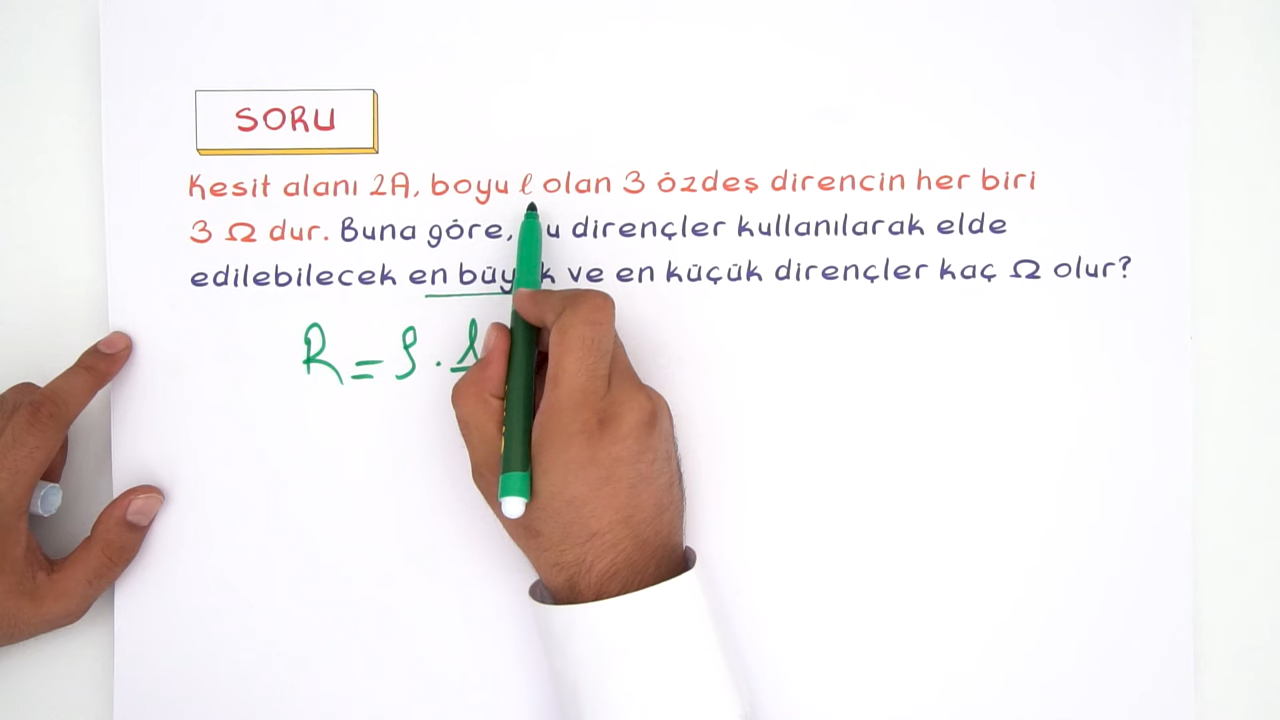 SORU
Kesit alanı 2A, boyu ℓ olan 3 özdeş direncin her biri
3 Ω dur. Buna göre, dirençler kullanılarak elde
edilebilecek en ve en küçük dirençler kaç Ω olur?
R = ρ . ℓ